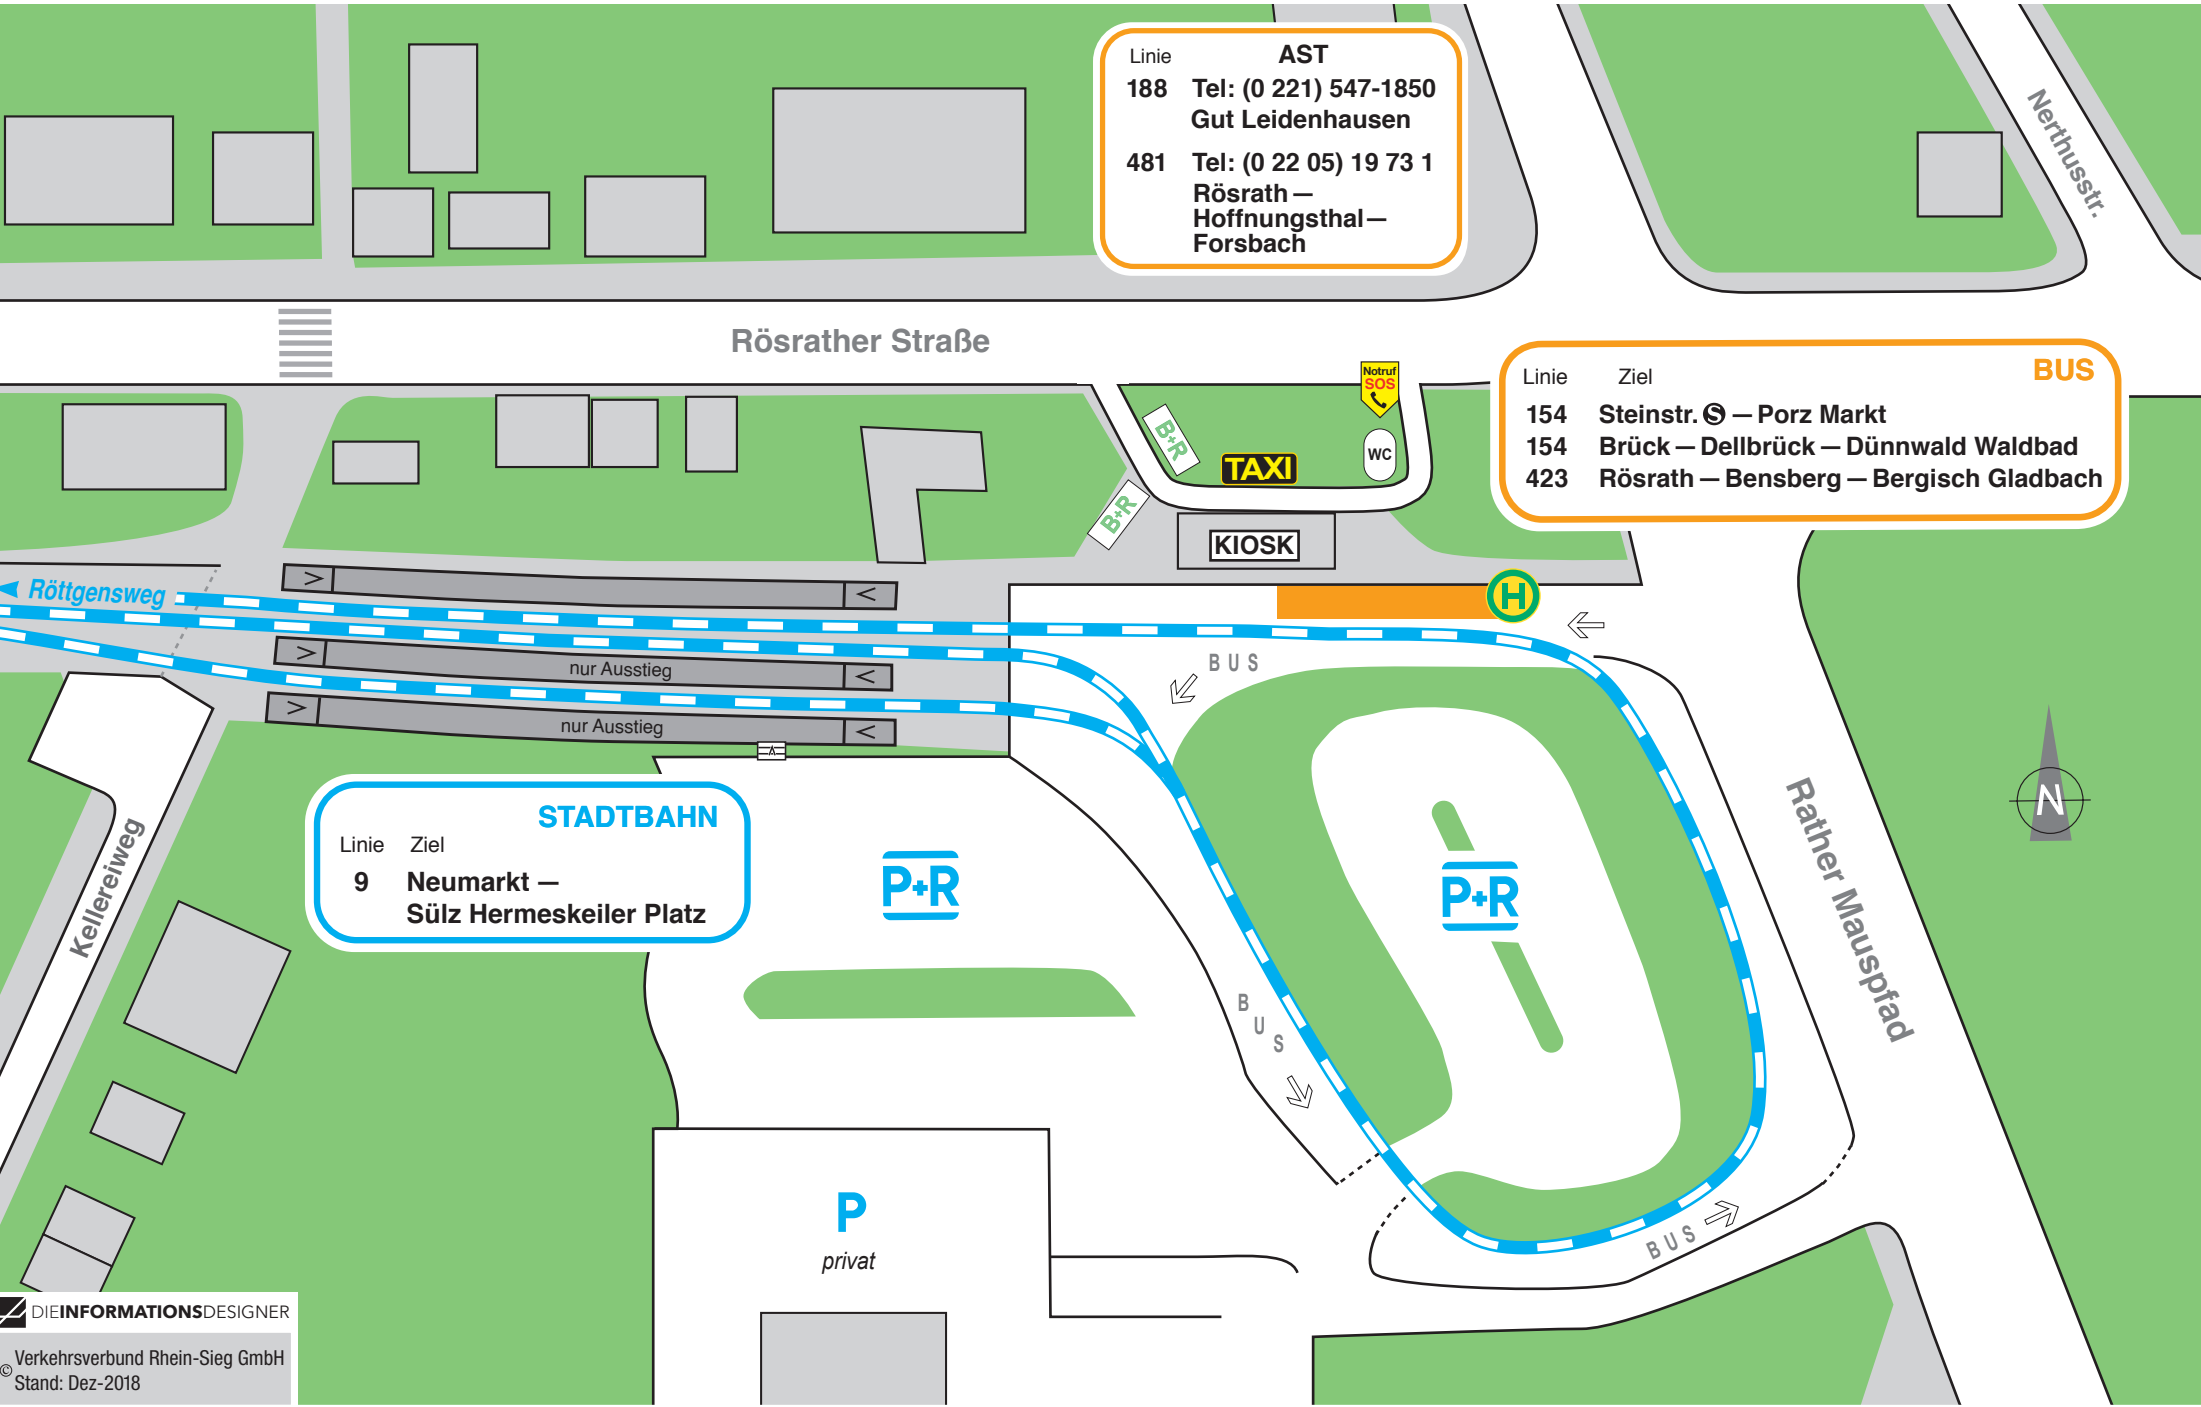 Linie AST
188 Tel: (0 221) 547-1850
Gut Leidenhausen
481 Tel: (0 22 05) 19 73 1
Rösrath —
Hoffnungsthal —
Forsbach
Nerthusstr.
Rösrather Straße
Notruf
SOS
BUS
Linie Ziel
154 Steinstr. S — Porz Markt
154 Brück — Dellbrück — Dünnwald Waldbad
423 Rösrath — Bensberg — Bergisch Gladbach
B+R
TAXI
WC
B+R
KIOSK
Röttgensweg
H
BUS
nur Ausstieg
nur Ausstieg
STADTBAHN
Linie Ziel
9 Neumarkt —
Sülz Hermeskeiler Platz
Kellereiweg
P+R
P+R
Rather Mauspfad
N
BUS
P
privat
BUS
DIEINFORMATIONSDESIGNER
© Verkehrsverbund Rhein-Sieg GmbH
Stand: Dez-2018